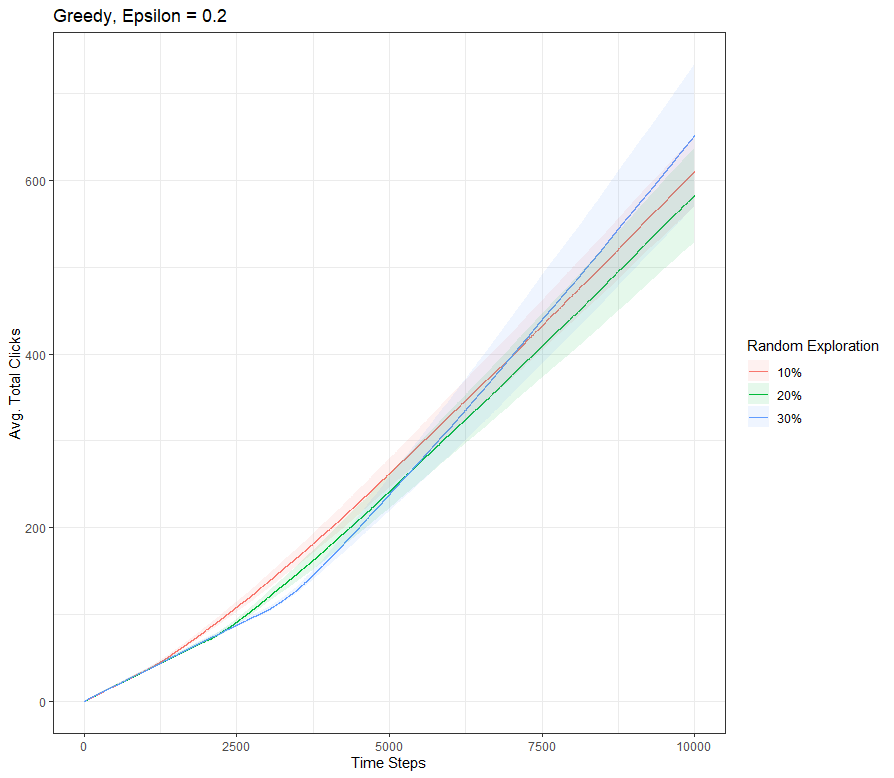 Greedy, Epsilon = 0.2
Avg. Total Clicks
600
400
200
0
0 2500 5000 7500 10000
Time Steps
Random Exploration
10%
20%
30%